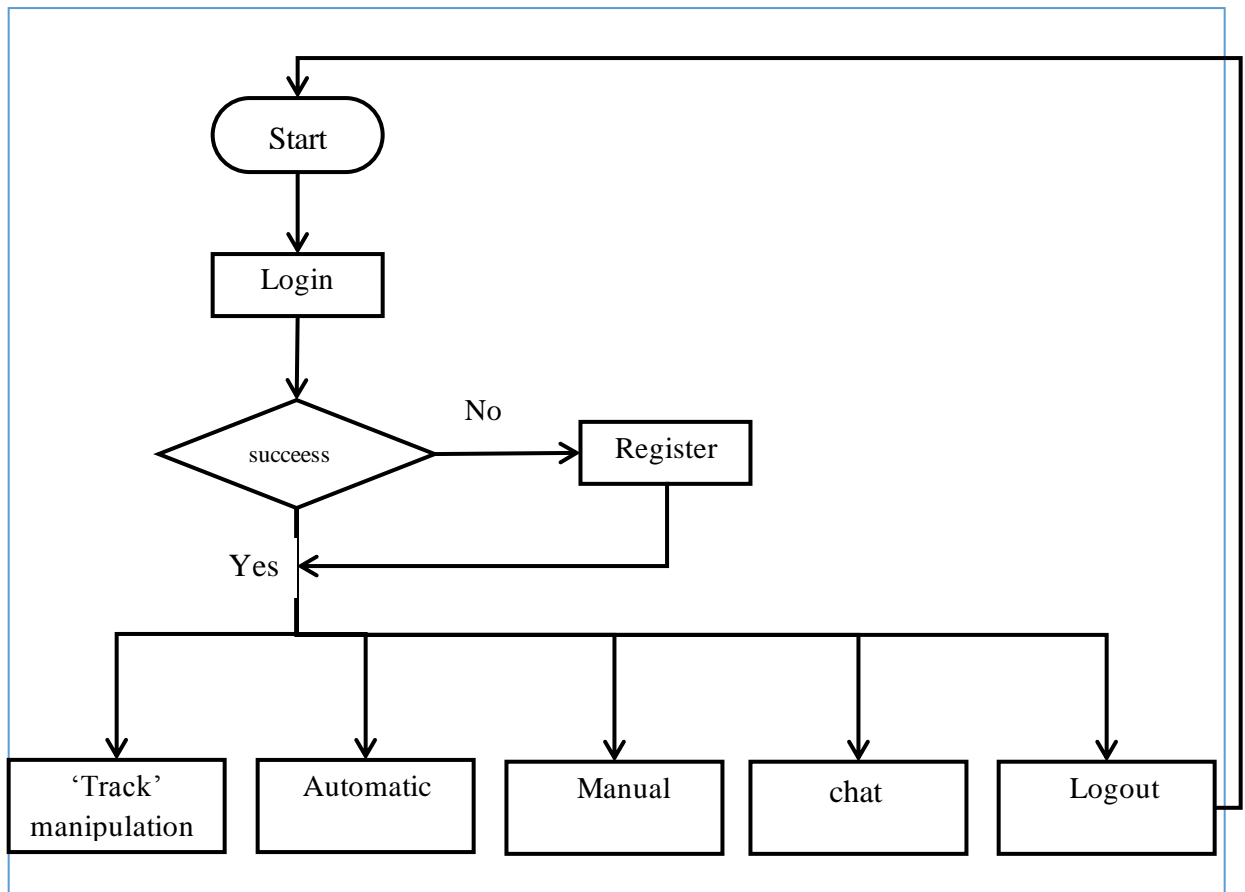 Start
Login
No
succeess
Register
Yes
‘Track’
manipulation
Automatic
Manual
chat
Logout